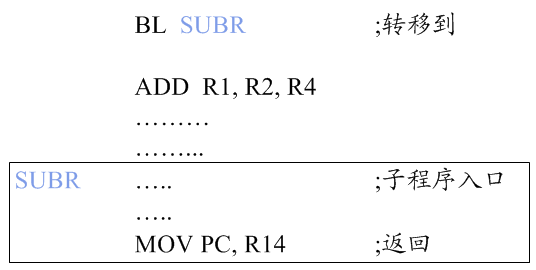 BL SUBR ;转移到
ADD R1, R2, R4
………
……...
SUBR ….. ;子程序入口
…..
MOV PC, R14 ;返回